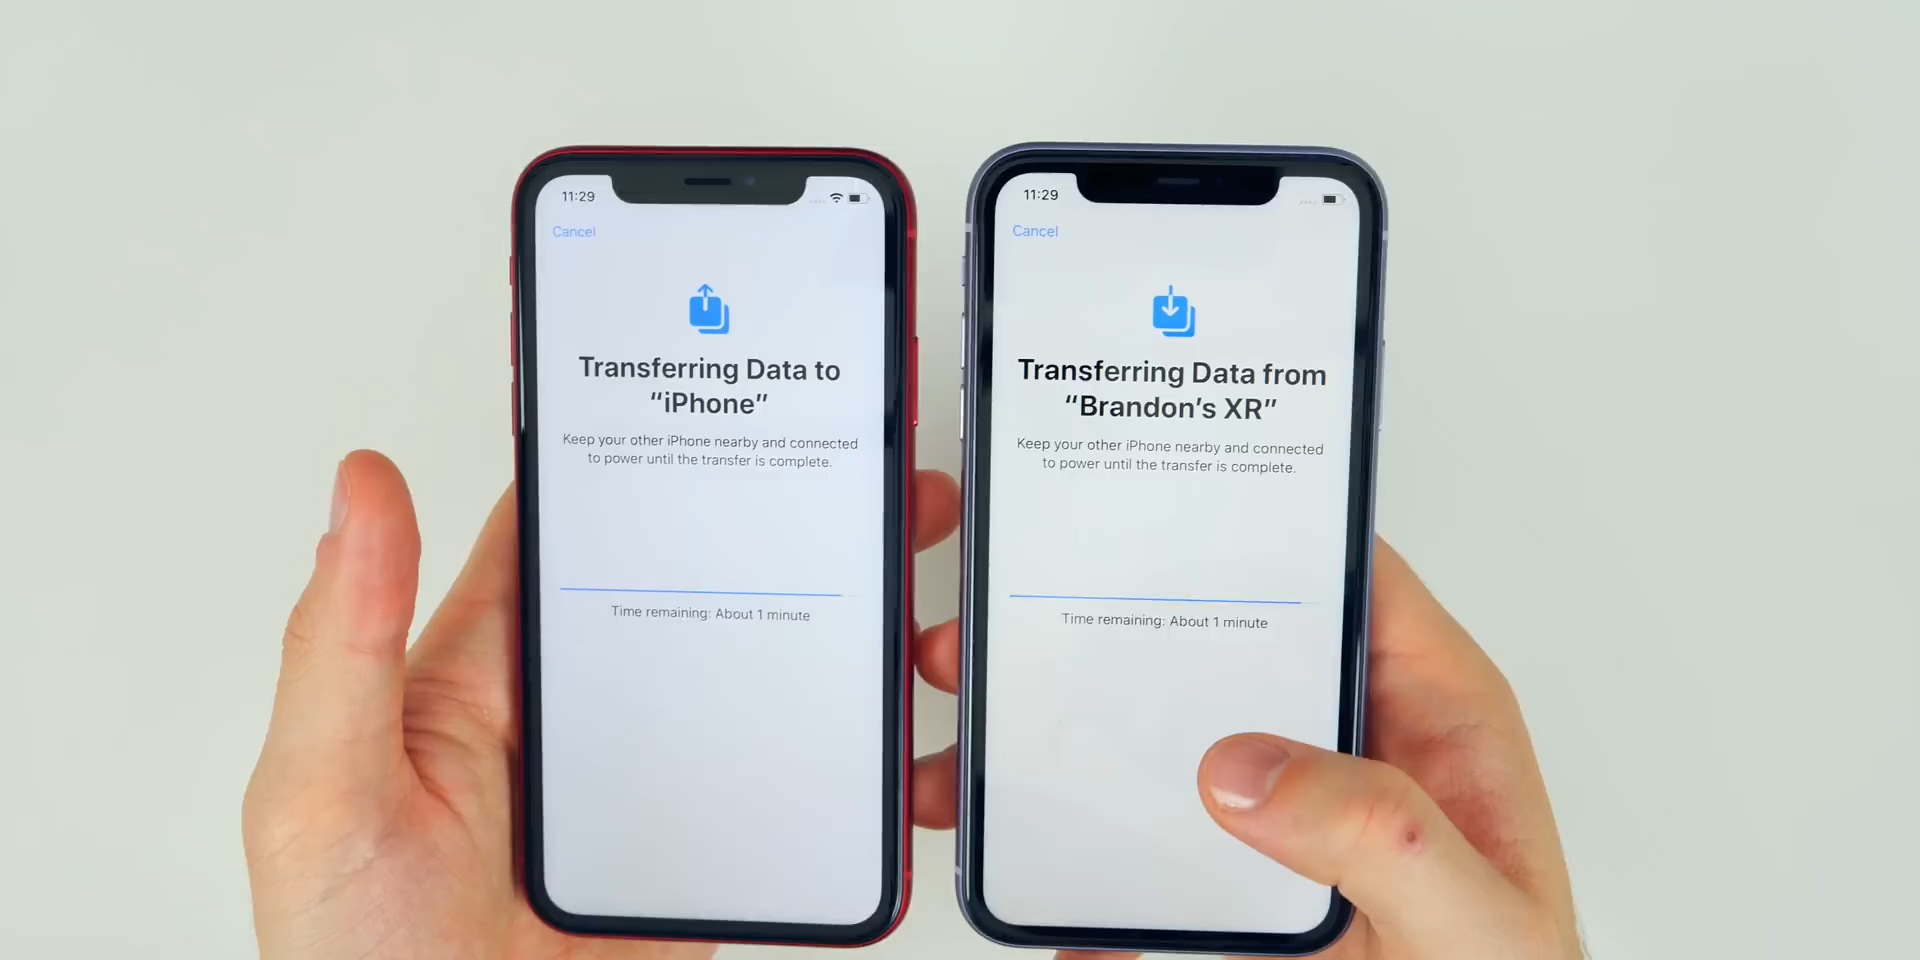 11:29
Cancel
Transferring Data to
“iPhone”
Keep your other iPhone nearby and connected
to power until the transfer is complete.
Time remaining: About 1 minute
11:29
Cancel
Transferring Data from
“Brandon’s XR”
Keep your other iPhone nearby and connected
to power until the transfer is complete.
Time remaining: About 1 minute